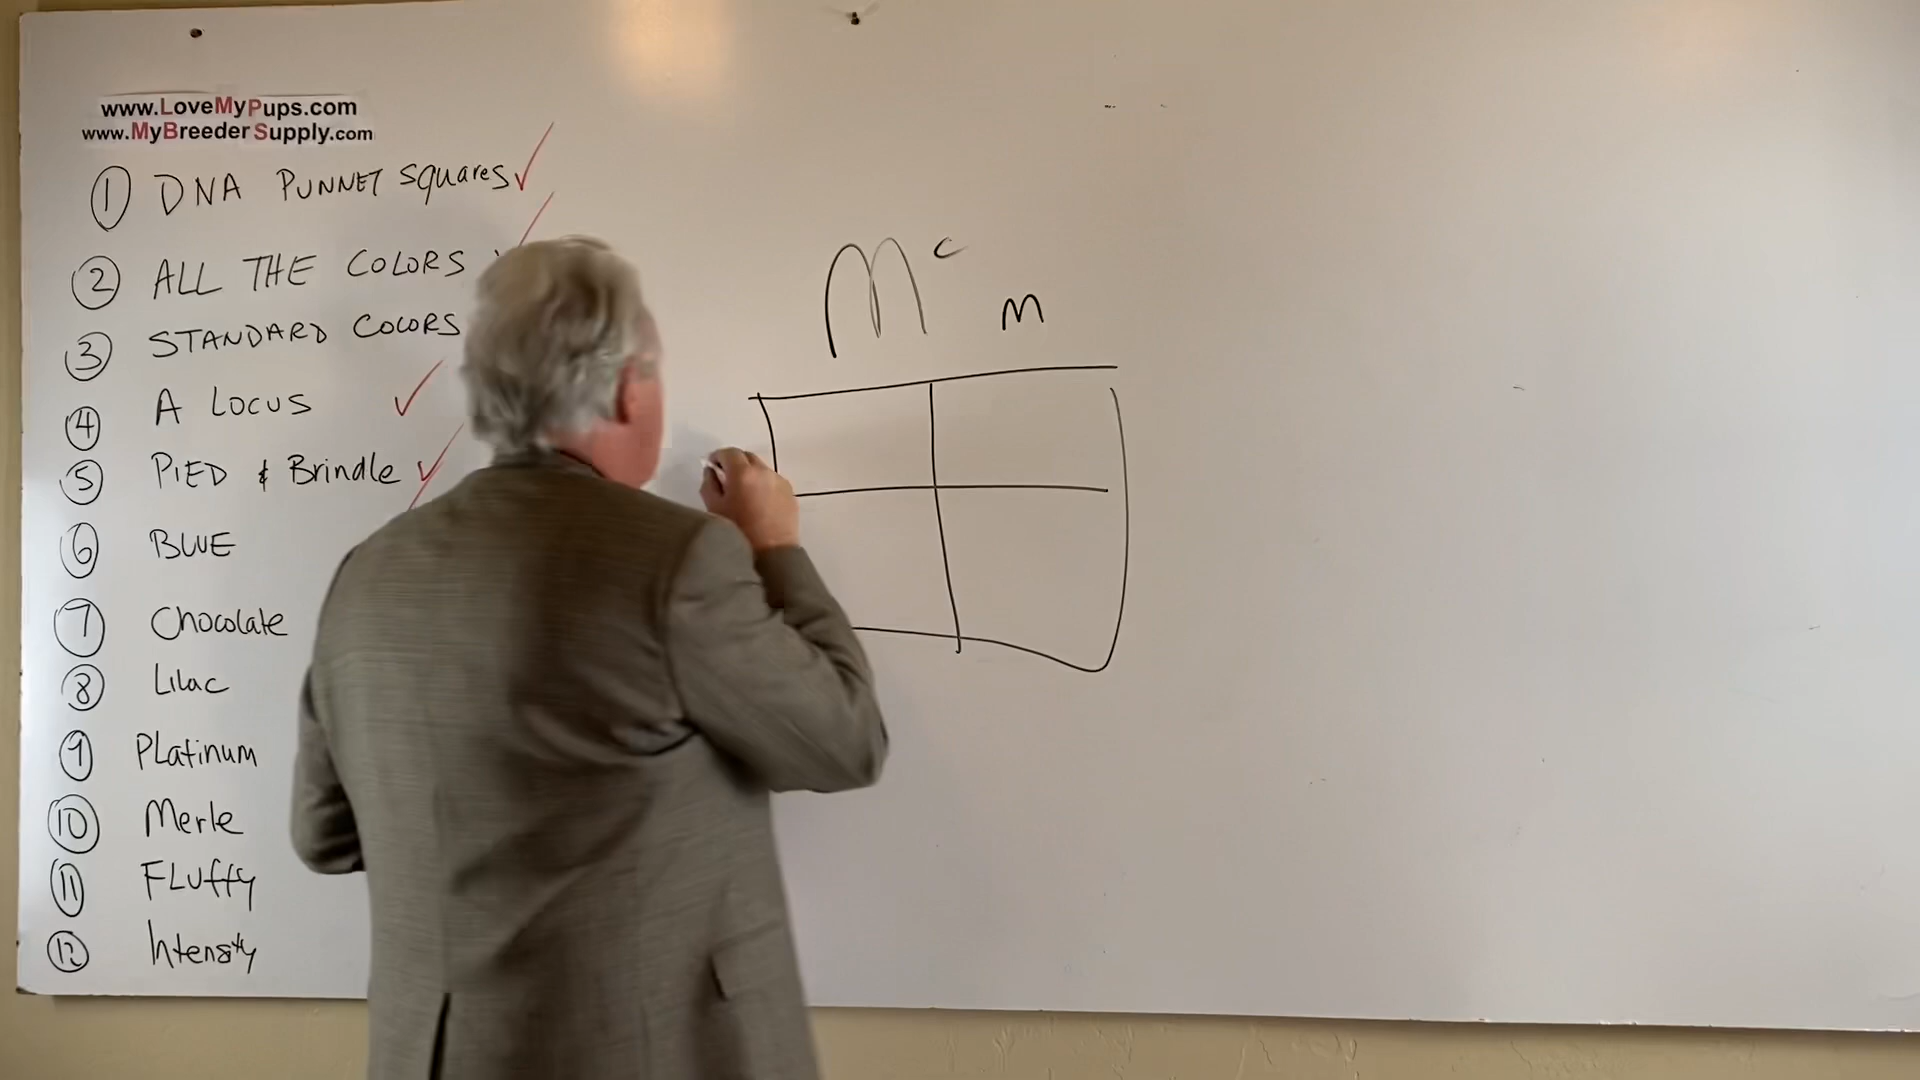 www.LoveMyPups.com
www.MyBreederSupply.com
1 DNA PUNNET Squares ✓
2 ALL THE COLORS
3 STANDARD COLORS
4 A LOCUS ✓
5 PIED & Brindle ✓
6 BLUE
7 Chocolate
8 Lilac
9 Platinum
10 Merle
11 FLuffy
12 Intensity
M c m